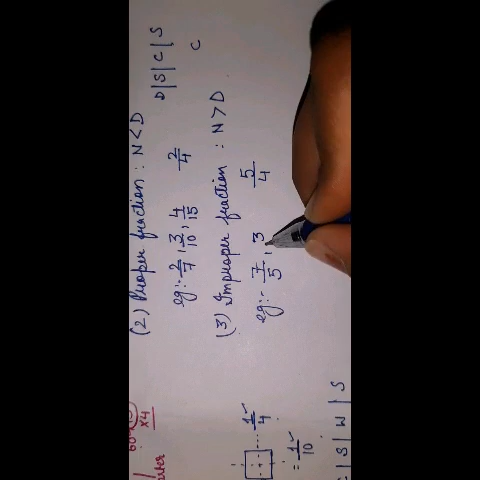 (2) Proper fraction : N < D
eg:- 2/7, 3/10, 4/15 2/4
D | S | C | S
C
(3) Improper fraction : N > D
eg:- 7/5, 3 5/4
x4
1/4
= 1/10
| S | W | S